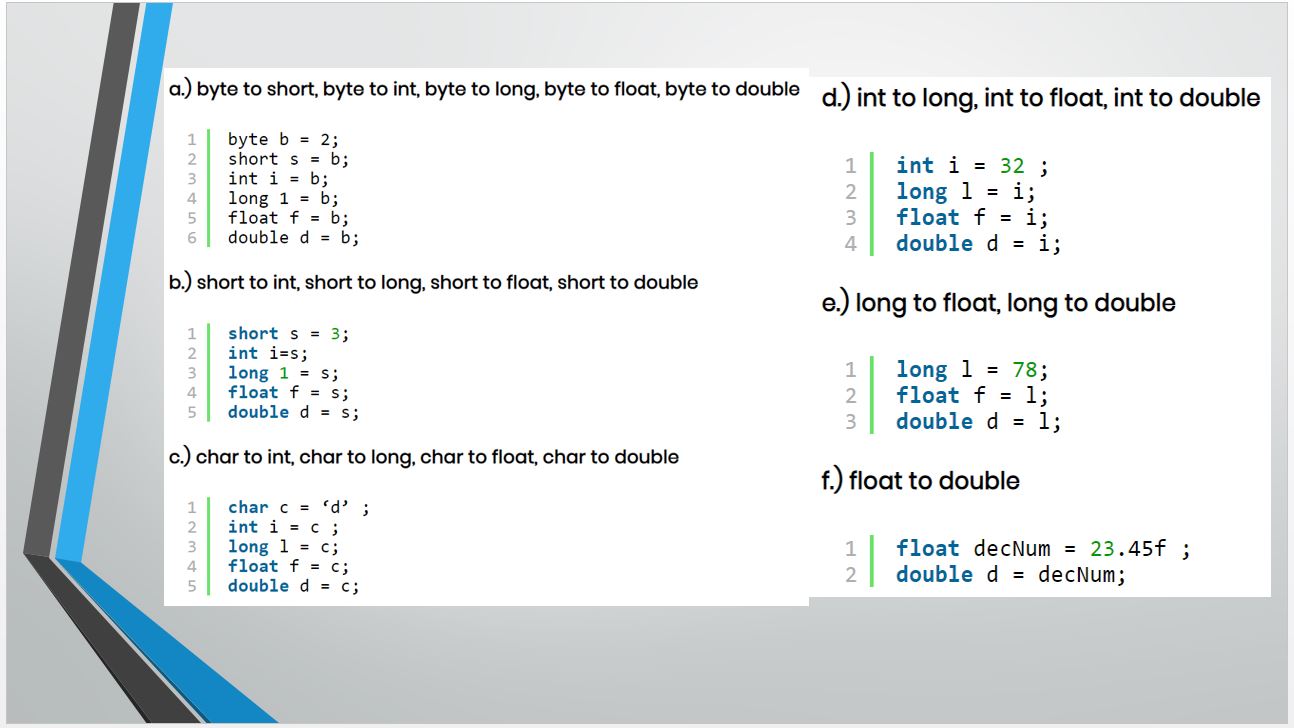 a.) byte to short, byte to int, byte to long, byte to float, byte to double
1 byte b = 2;
2 short s = b;
3 int i = b;
4 long 1 = b;
5 float f = b;
6 double d = b;
b.) short to int, short to long, short to float, short to double
1 short s = 3;
2 int i=s;
3 long 1 = s;
4 float f = s;
5 double d = s;
c.) char to int, char to long, char to float, char to double
1 char c = ‘d’ ;
2 int i = c ;
3 long l = c;
4 float f = c;
5 double d = c;
d.) int to long, int to float, int to double
1 int i = 32 ;
2 long l = i;
3 float f = i;
4 double d = i;
e.) long to float, long to double
1 long l = 78;
2 float f = l;
3 double d = l;
f.) float to double
1 float decNum = 23.45f ;
2 double d = decNum;